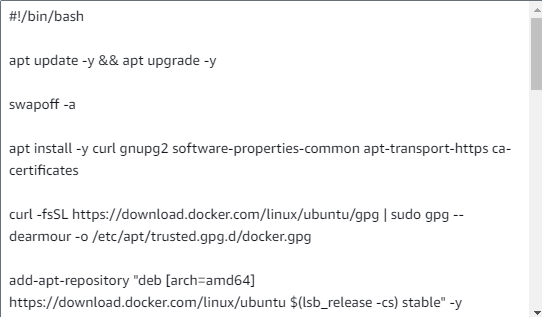 #!/bin/bash
apt update -y && apt upgrade -y
swapoff -a
apt install -y curl gnupg2 software-properties-common apt-transport-https ca-
certificates
curl -fsSL https://download.docker.com/linux/ubuntu/gpg | sudo gpg --
dearmour -o /etc/apt/trusted.gpg.d/docker.gpg
add-apt-repository "deb [arch=amd64]
https://download.docker.com/linux/ubuntu $(lsb_release -cs) stable" -y